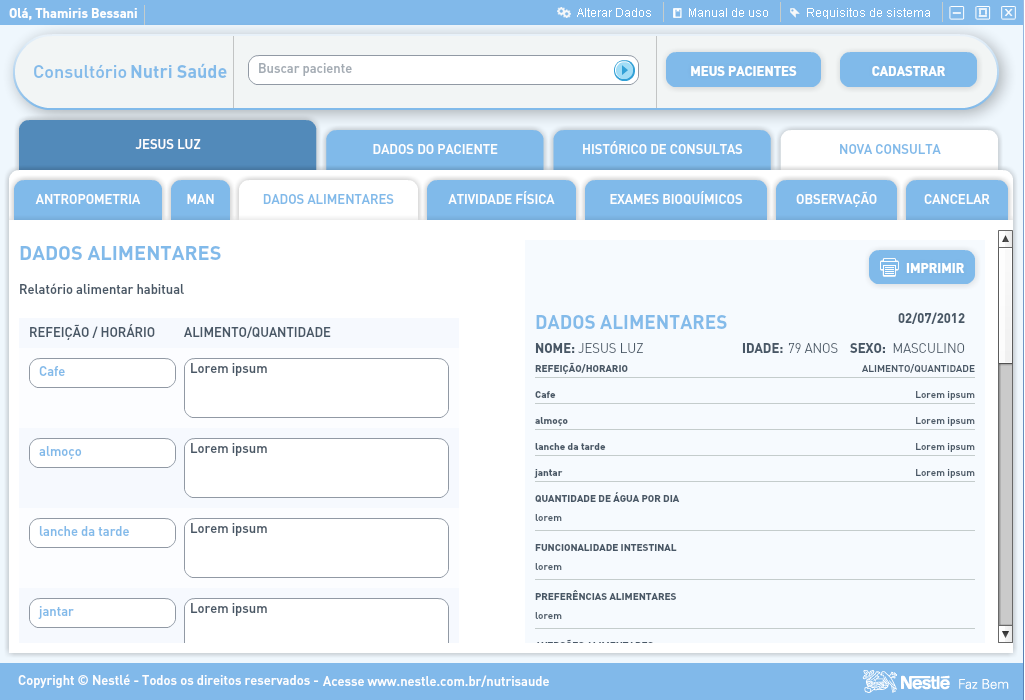 Olá, Thamiris Bessani
Alterar Dados
Manual de uso
Requisitos de sistema
Consultório Nutri Saúde
Buscar paciente
MEUS PACIENTES
CADASTRAR
JESUS LUZ
DADOS DO PACIENTE
HISTÓRICO DE CONSULTAS
NOVA CONSULTA
ANTROPOMETRIA
MAN
DADOS ALIMENTARES
ATIVIDADE FÍSICA
EXAMES BIOQUÍMICOS
OBSERVAÇÃO
CANCELAR
DADOS ALIMENTARES
Relatório alimentar habitual
REFEIÇÃO / HORÁRIO ALIMENTO/QUANTIDADE
Cafe Lorem ipsum
almoço Lorem ipsum
lanche da tarde Lorem ipsum
jantar Lorem ipsum
IMPRIMIR
DADOS ALIMENTARES 02/07/2012
NOME: JESUS LUZ IDADE: 79 ANOS SEXO: MASCULINO
REFEIÇÃO/HORARIO ALIMENTO/QUANTIDADE
Cafe Lorem ipsum
almoço Lorem ipsum
lanche da tarde Lorem ipsum
jantar Lorem ipsum
QUANTIDADE DE ÁGUA POR DIA
lorem
FUNCIONALIDADE INTESTINAL
lorem
PREFERÊNCIAS ALIMENTARES
lorem
Copyright © Nestlé - Todos os direitos reservados - Acesse www.nestle.com.br/nutrisaude
Nestlé Faz Bem